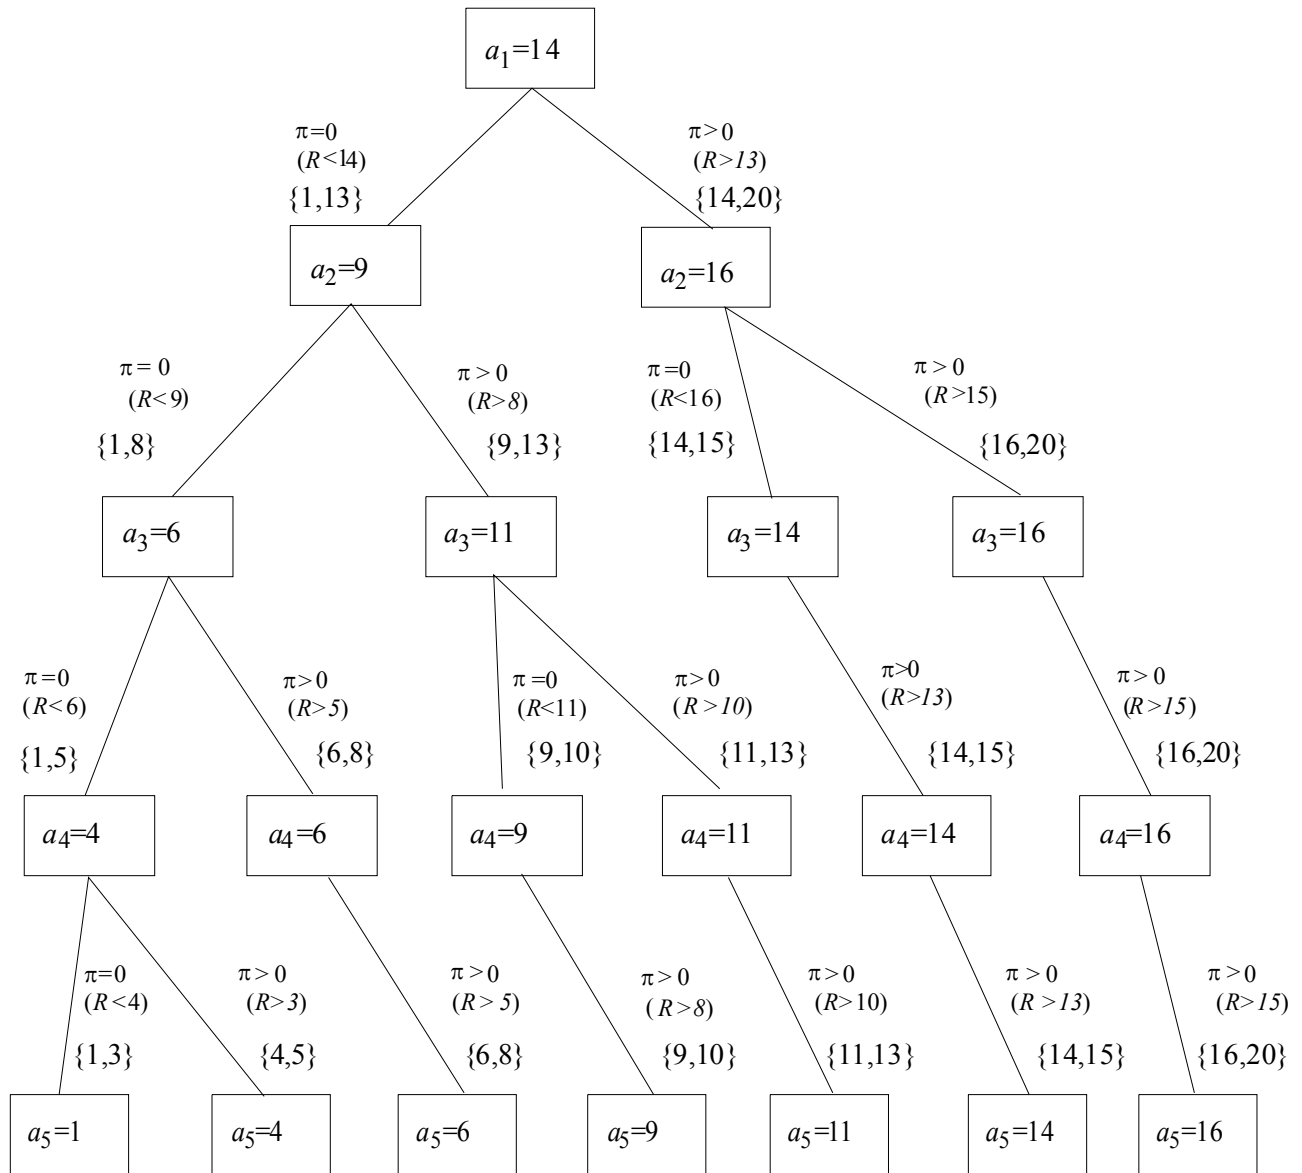 a1=14
π=0
(R<14)
{1,13}
π>0
(R>13)
{14,20}
a2=9
a2=16
π= 0
(R<9)
{1,8}
π> 0
(R>8)
{9,13}
π=0
(R<16)
{14,15}
π> 0
(R>15)
{16,20}
a3=6
a3=11
a3=14
a3=16
π=0
(R<6)
{1,5}
π>0
(R>5)
{6,8}
π=0
(R<11)
{9,10}
π>0
(R>10)
{11,13}
π>0
(R>13)
{14,15}
π>0
(R>15)
{16,20}
a4=4
a4=6
a4=9
a4=11
a4=14
a4=16
π=0
(R<4)
{1,3}
π>0
(R>3)
{4,5}
π>0
(R> 5)
{6,8}
π>0
(R>8)
{9,10}
π>0
(R>10)
{11,13}
π>0
(R>13)
{14,15}
π>0
(R>15)
{16,20}
a5=1
a5=4
a5=6
a5=9
a5=11
a5=14
a5=16